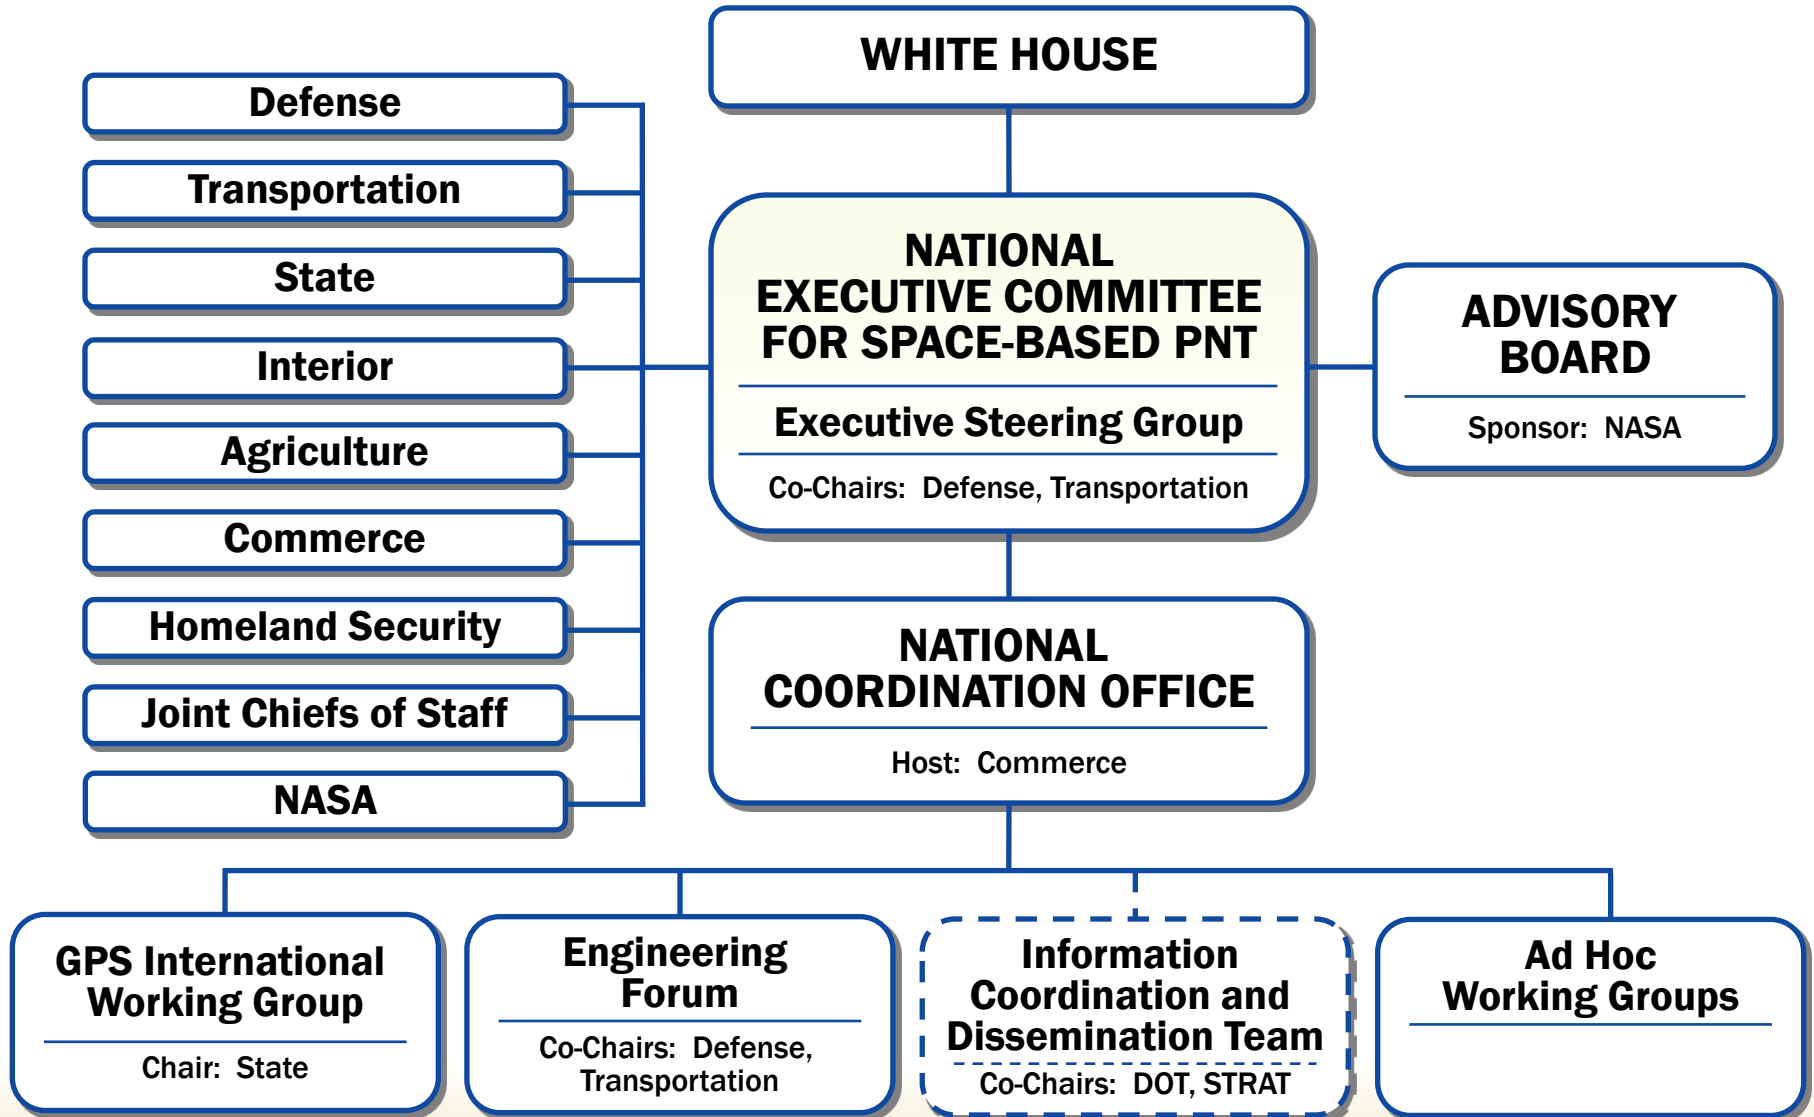 WHITE HOUSE
Defense
Transportation
State
Interior
Agriculture
Commerce
Homeland Security
Joint Chiefs of Staff
NASA
NATIONAL
EXECUTIVE COMMITTEE
FOR SPACE-BASED PNT
Executive Steering Group
Co-Chairs: Defense, Transportation
ADVISORY
BOARD
Sponsor: NASA
NATIONAL
COORDINATION OFFICE
Host: Commerce
GPS International
Working Group
Chair: State
Engineering
Forum
Co-Chairs: Defense,
Transportation
Information
Coordination and
Dissemination Team
Co-Chairs: DOT, STRAT
Ad Hoc
Working Groups